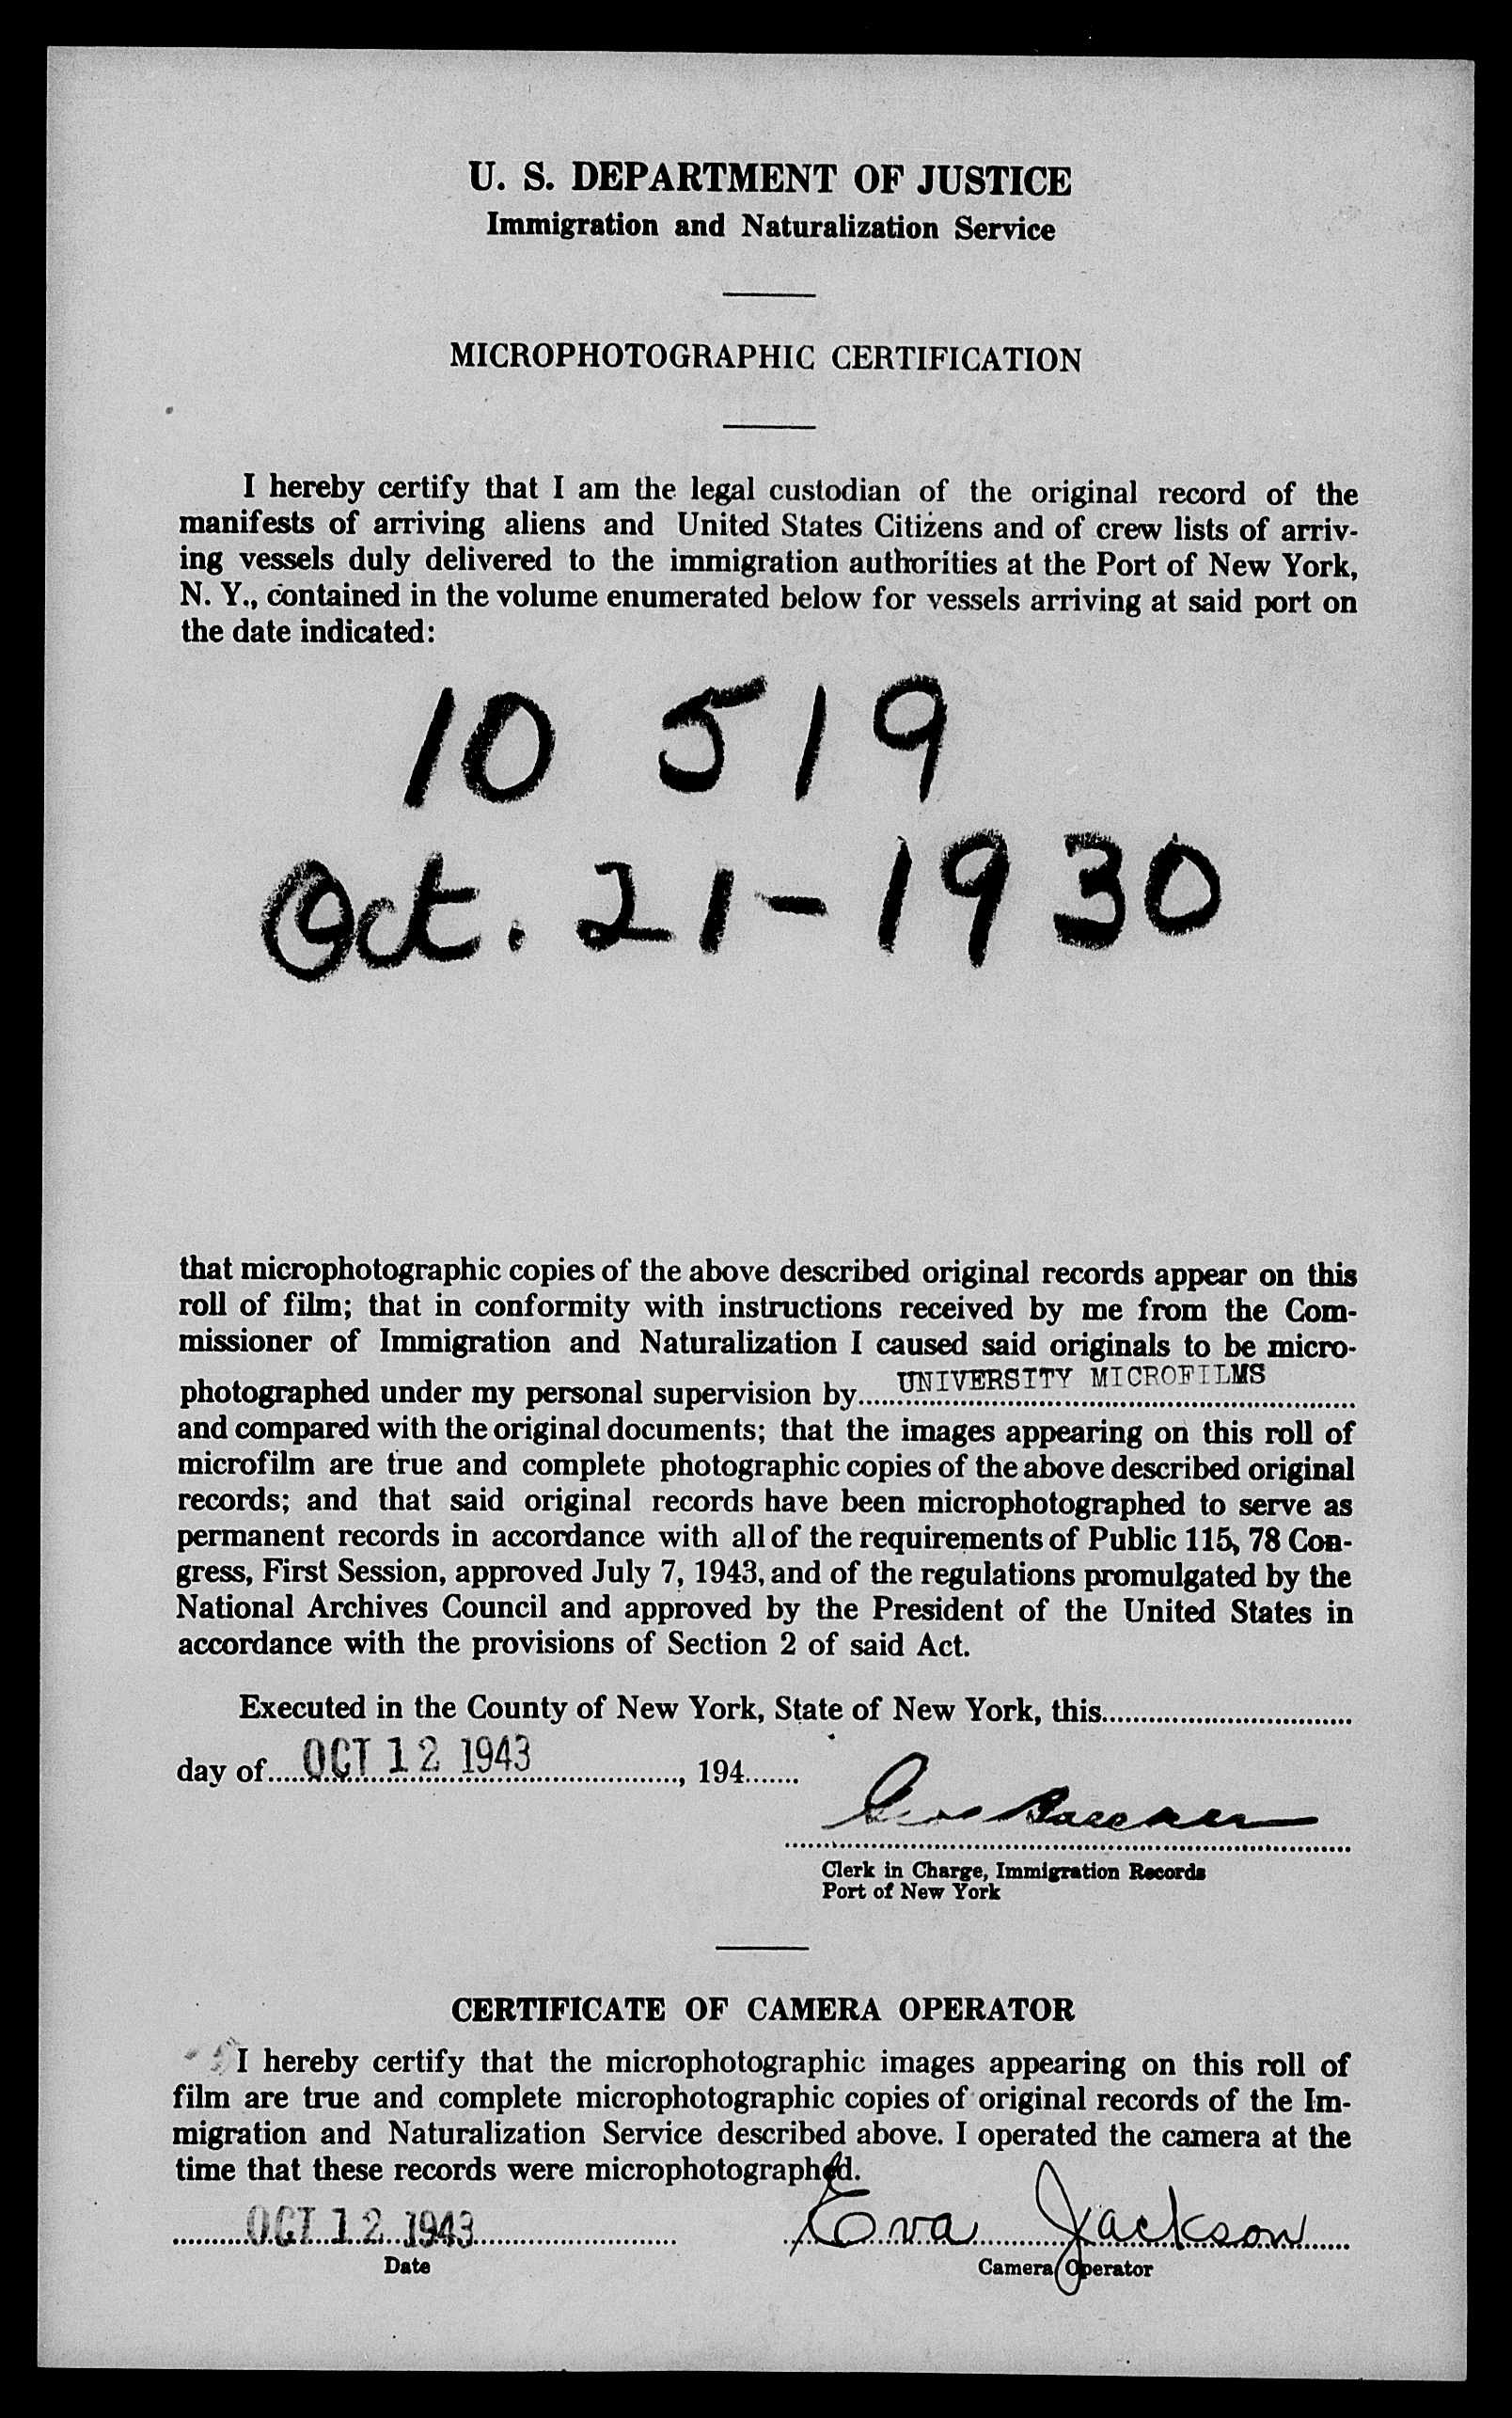 U. S. DEPARTMENT OF JUSTICE
Immigration and Naturalization Service
MICROPHOTOGRAPHIC CERTIFICATION
I hereby certify that I am the legal custodian of the original record of the
manifests of arriving aliens and United States Citizens and of crew lists of arriv-
ing vessels duly delivered to the immigration authorities at the Port of New York,
N. Y., contained in the volume enumerated below for vessels arriving at said port on
the date indicated:
10 519
Oct. 21-1930
that microphotographic copies of the above described original records appear on this
roll of film; that in conformity with instructions received by me from the Com-
missioner of Immigration and Naturalization I caused said originals to be micro-
photographed under my personal supervision by UNIVERSITY MICROFILMS
and compared with the original documents; that the images appearing on this roll of
microfilm are true and complete photographic copies of the above described original
records; and that said original records have been microphotographed to serve as
permanent records in accordance with all of the requirements of Public 115, 78 Con-
gress, First Session, approved July 7, 1943, and of the regulations promulgated by the
National Archives Council and approved by the President of the United States in
accordance with the provisions of Section 2 of said Act.
Executed in the County of New York, State of New York, this
day of OCT 12 1943, 194
Clerk in Charge, Immigration Records
Port of New York
CERTIFICATE OF CAMERA OPERATOR
I hereby certify that the microphotographic images appearing on this roll of
film are true and complete microphotographic copies of original records of the Im-
migration and Naturalization Service described above. I operated the camera at the
time that these records were microphotographed.
OCT 12 1943 Eva Jackson
Date Camera Operator